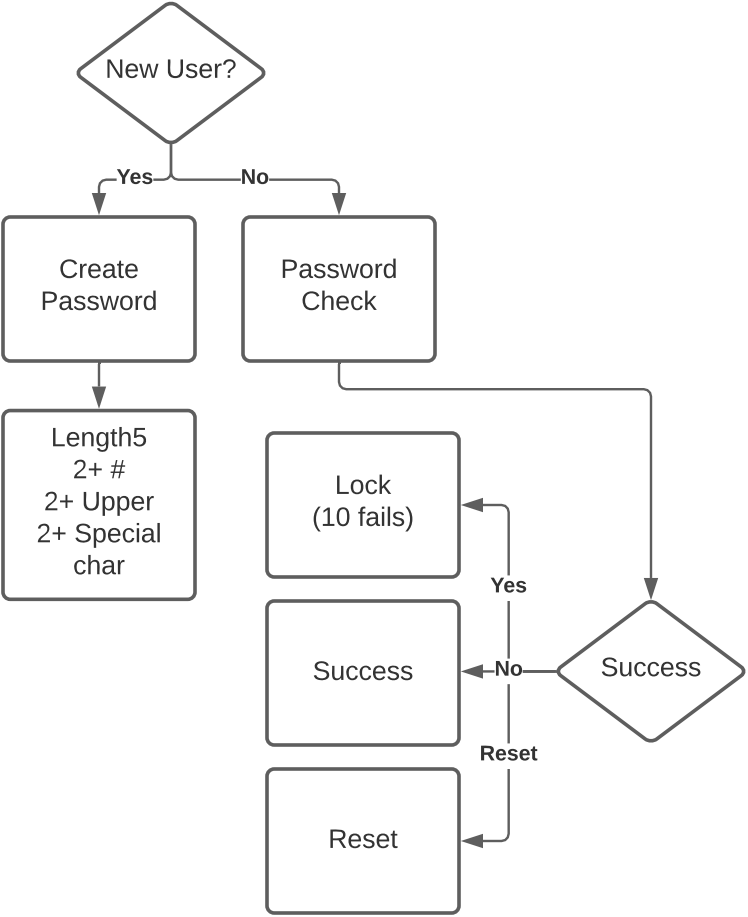 New User?
Yes
No
Create
Password
Password
Check
Length5
2+ #
2+ Upper
2+ Special
char
Lock
(10 fails)
Yes
Success
No
Success
Reset
Reset